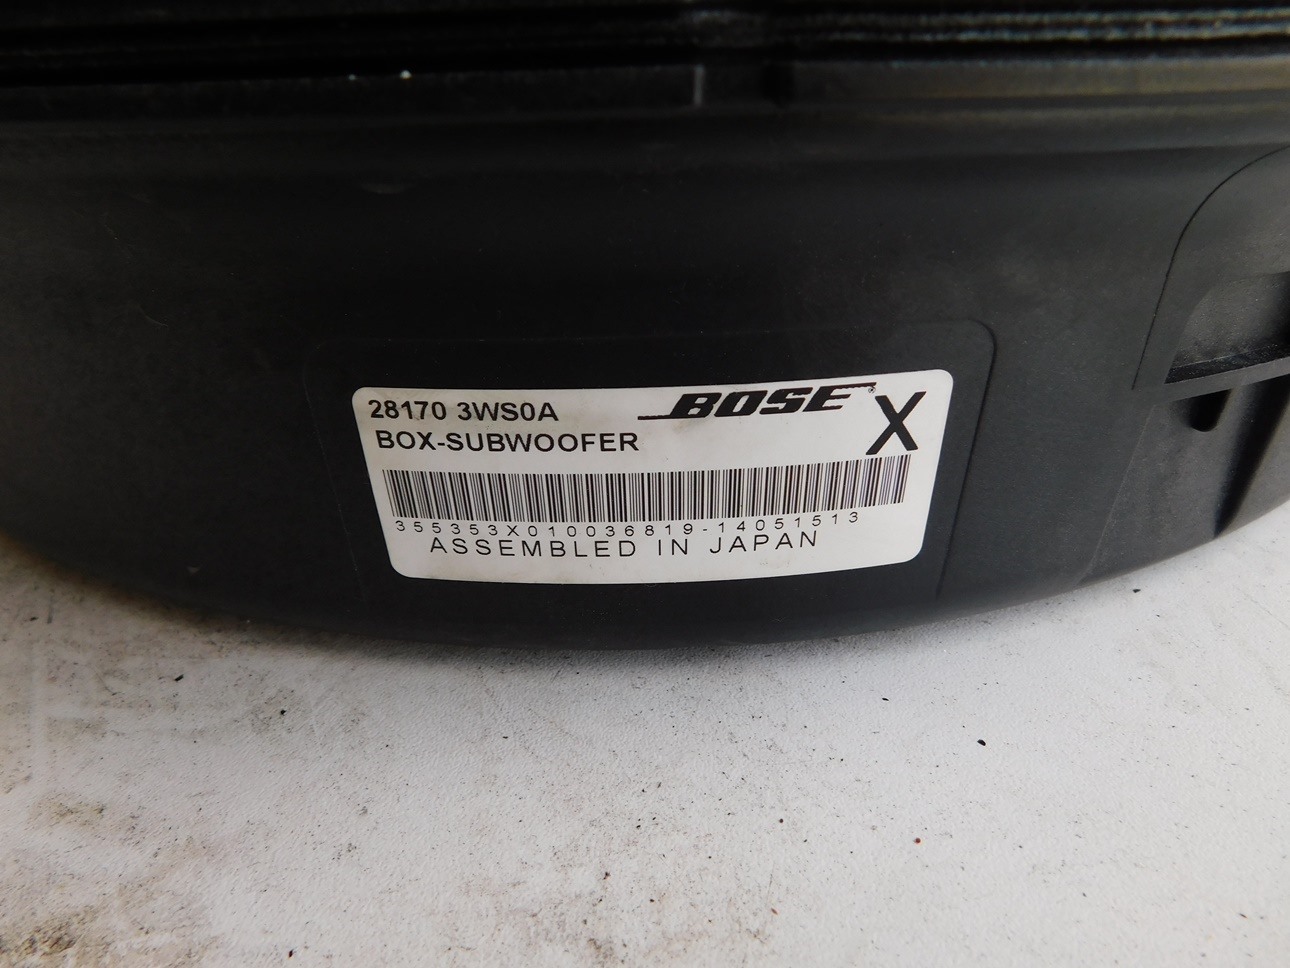 28170 3WS0A BOSE® X
BOX-SUBWOOFER
355353X010036819-14051513
ASSEMBLED IN JAPAN